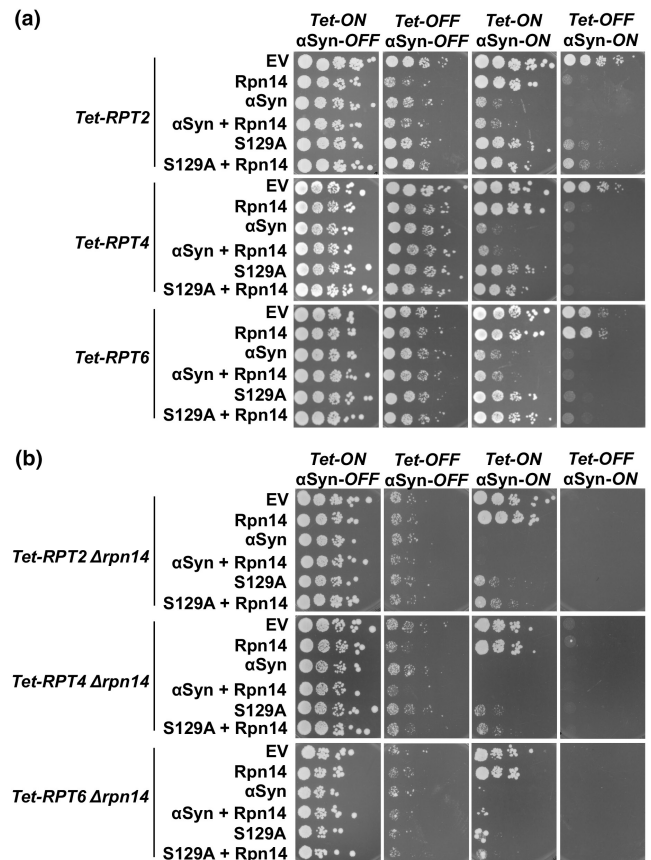 (a)
Tet-ON Tet-OFF Tet-ON Tet-OFF
αSyn-OFF αSyn-OFF αSyn-ON αSyn-ON
Tet-RPT2
EV
Rpn14
αSyn
αSyn + Rpn14
S129A
S129A + Rpn14
Tet-RPT4
EV
Rpn14
αSyn
αSyn + Rpn14
S129A
S129A + Rpn14
Tet-RPT6
EV
Rpn14
αSyn
αSyn + Rpn14
S129A
S129A + Rpn14
(b)
Tet-ON Tet-OFF Tet-ON Tet-OFF
αSyn-OFF αSyn-OFF αSyn-ON αSyn-ON
Tet-RPT2 Δrpn14
EV
Rpn14
αSyn
αSyn + Rpn14
S129A
S129A + Rpn14
Tet-RPT4 Δrpn14
EV
Rpn14
αSyn
αSyn + Rpn14
S129A
S129A + Rpn14
Tet-RPT6 Δrpn14
EV
Rpn14
αSyn
αSyn + Rpn14
S129A
S129A + Rpn14